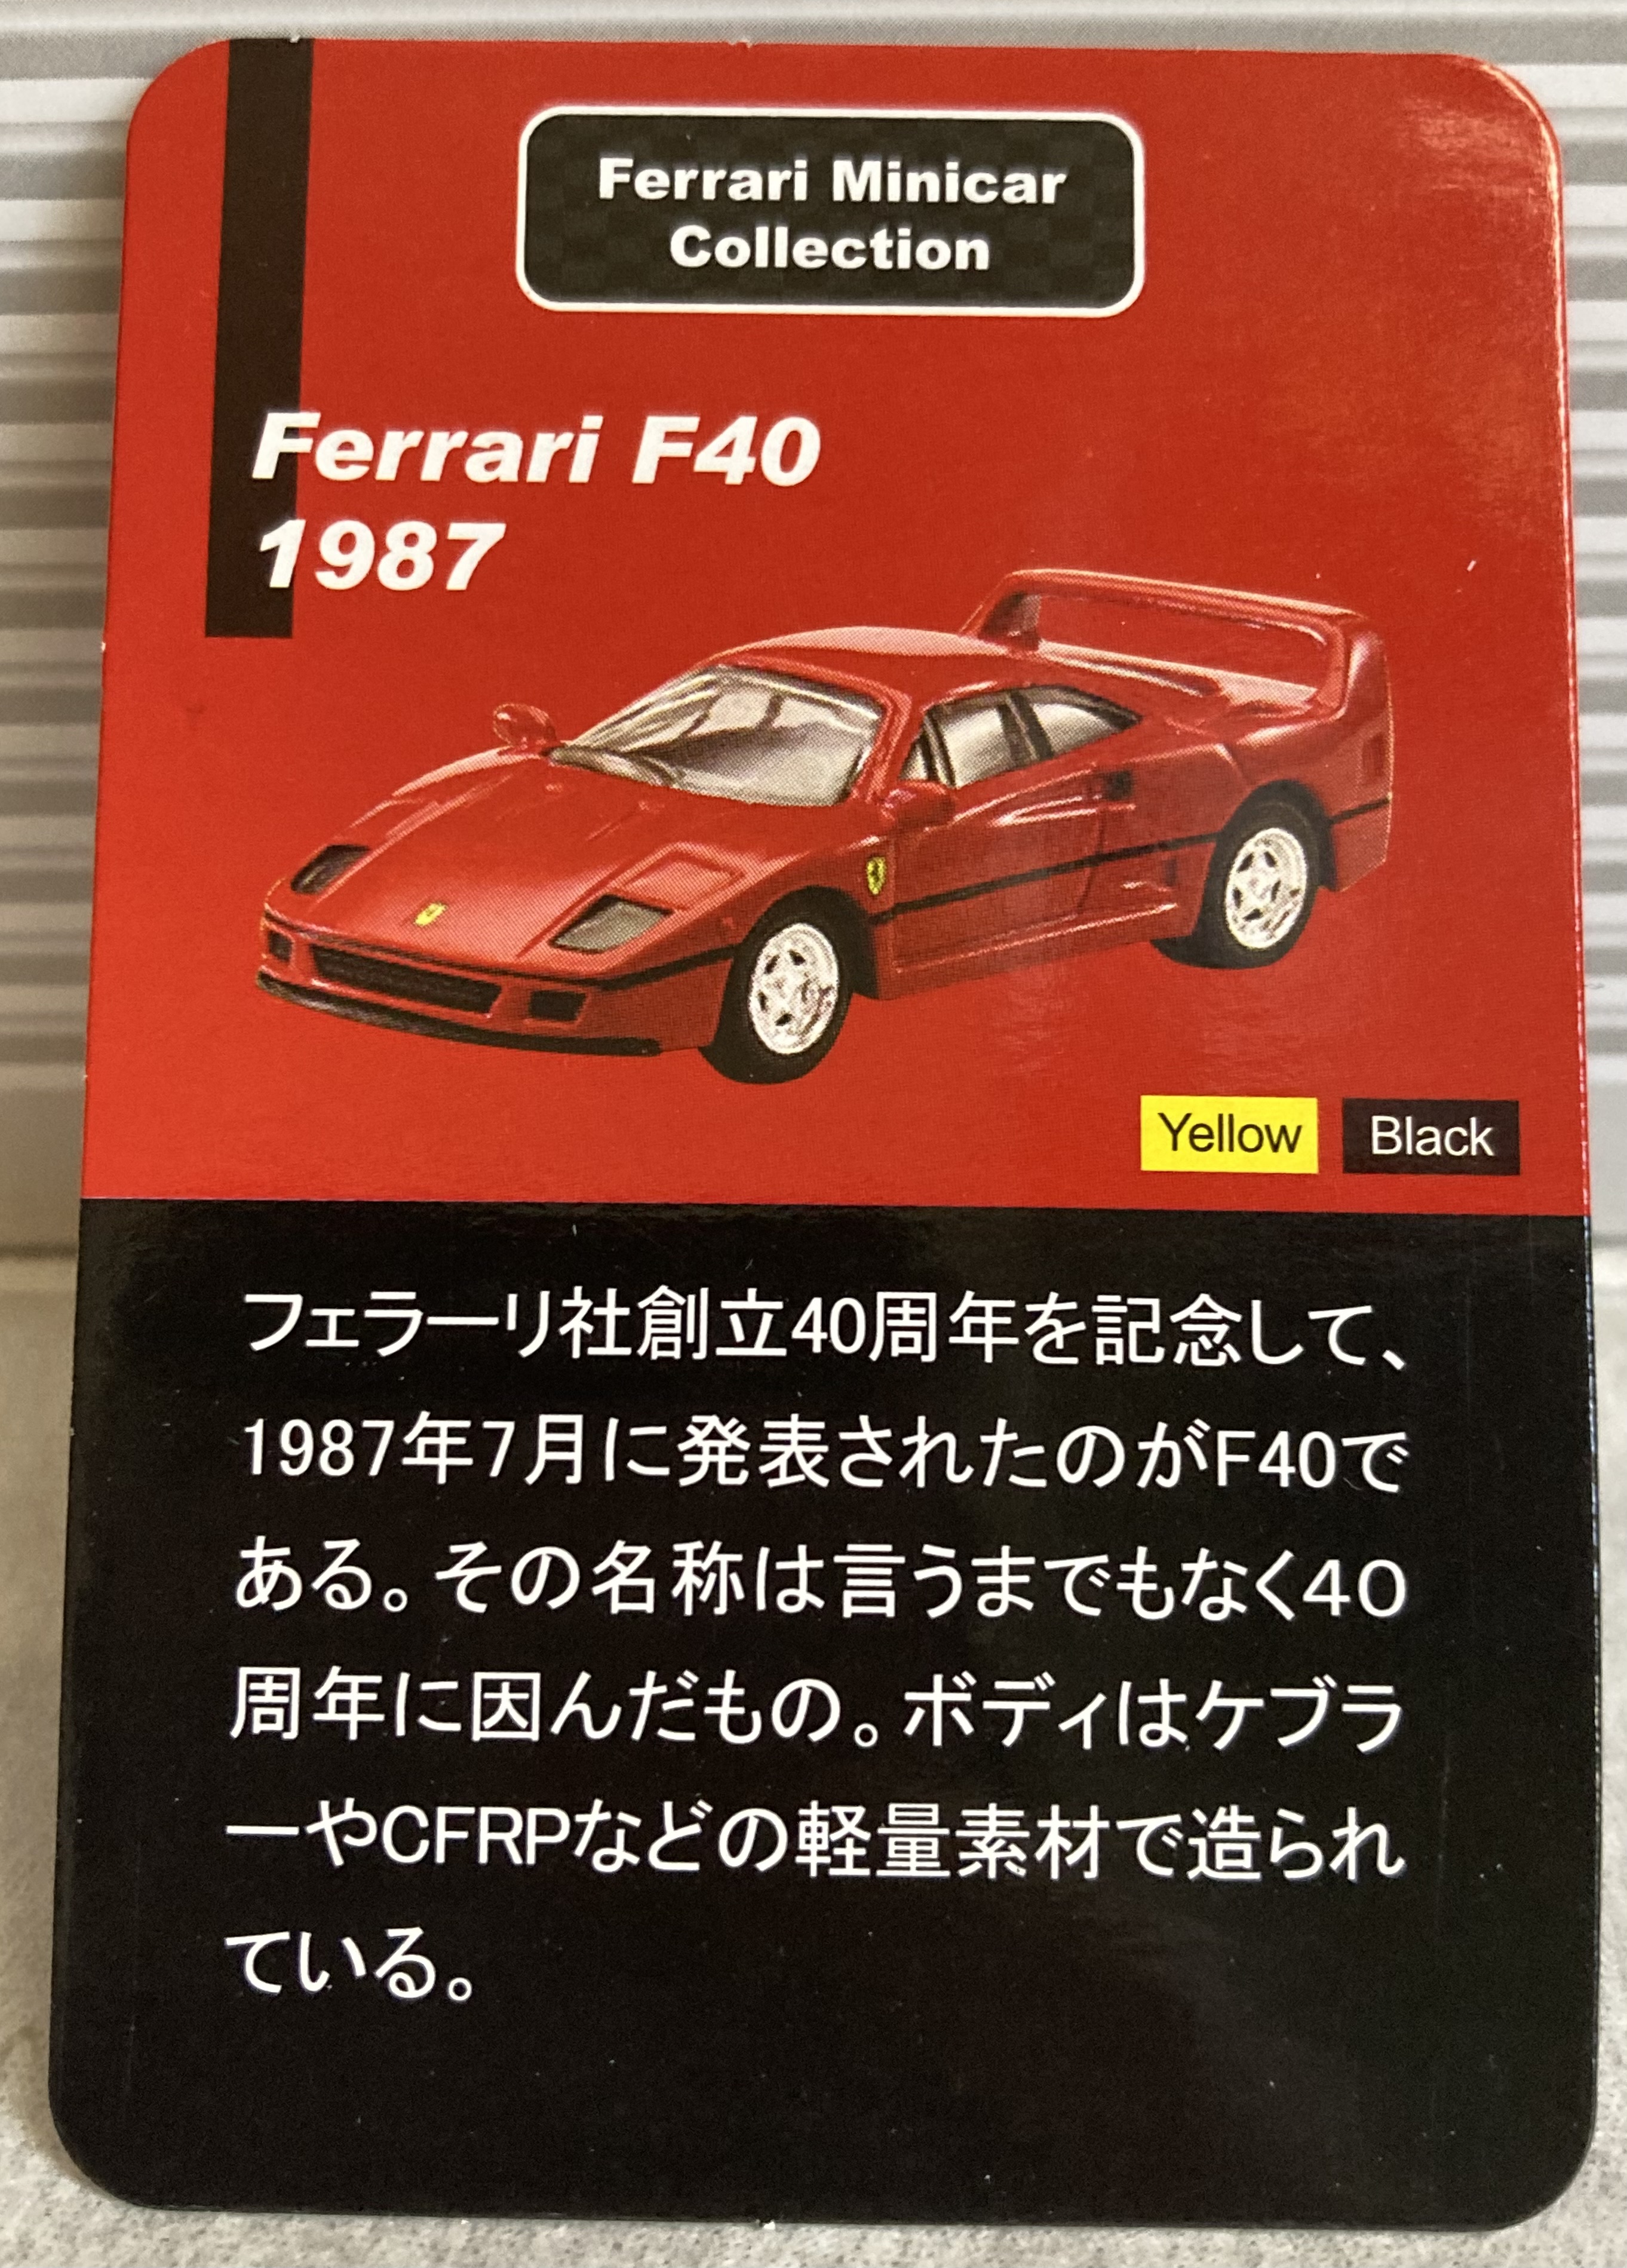 Ferrari Minicar
Collection
Ferrari F40
1987
Yellow
Black
フェラーリ社創立40周年を記念して、
1987年7月に発表されたのがF40で
ある。その名称は言うまでもなく４０
周年に因んだもの。ボディはケブラ
ーやCFRPなどの軽量素材で造られ
ている。